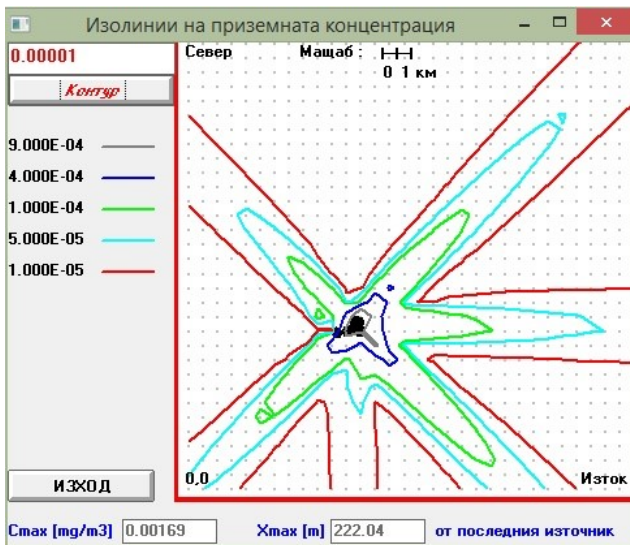 Изолинии на приземната концентрация
0.00001
Контур
9.000E-04
4.000E-04
1.000E-04
5.000E-05
1.000E-05
Север
Мащаб :
0 1 км
0,0
Изток
ИЗХОД
Cmax [mg/m3] 0.00169 Xmax [m] 222.04 от последния източник